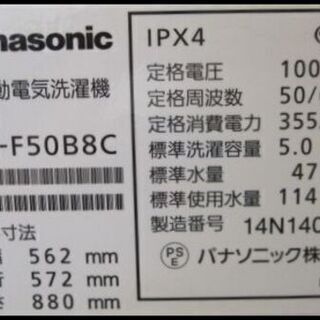 nasonic
動電気洗濯機
-F50B8C
寸法
562 mm
572 mm
880 mm
IPX4
定格電圧 100
定格周波数 50/
定格消費電力 355
標準洗濯容量 5.0
標準水量 47
標準使用水量 114
製造番号 14N140
PS
E
パナソニック株